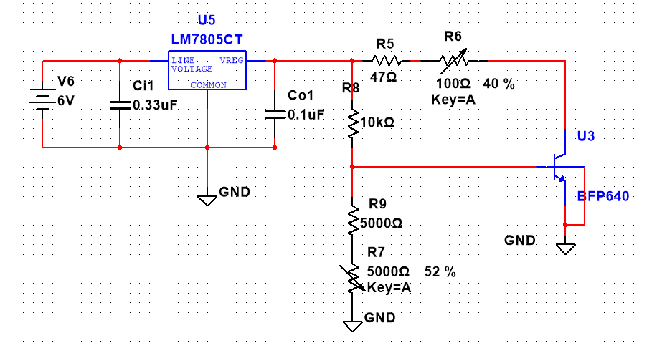 U5
LM7805CT
LINE VREG
VOLTAGE
COMMON
V6
6V
CI1
0.33uF
Co1
0.1uF
GND
R5
47Ω
R6
100Ω 40 %
Key=A
R8
10kΩ
U3
BFP640
GND
R9
5000Ω
R7
5000Ω 52 %
Key=A
GND